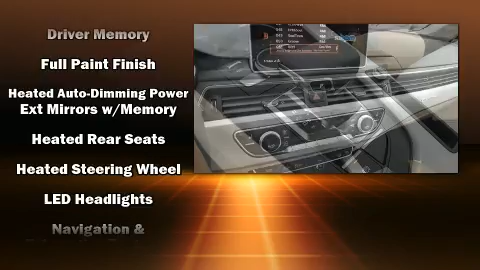 Driver Memory
Full Paint Finish
Heated Auto-Dimming Power
Ext Mirrors w/Memory
Heated Rear Seats
Heated Steering Wheel
LED Headlights
Navigation &